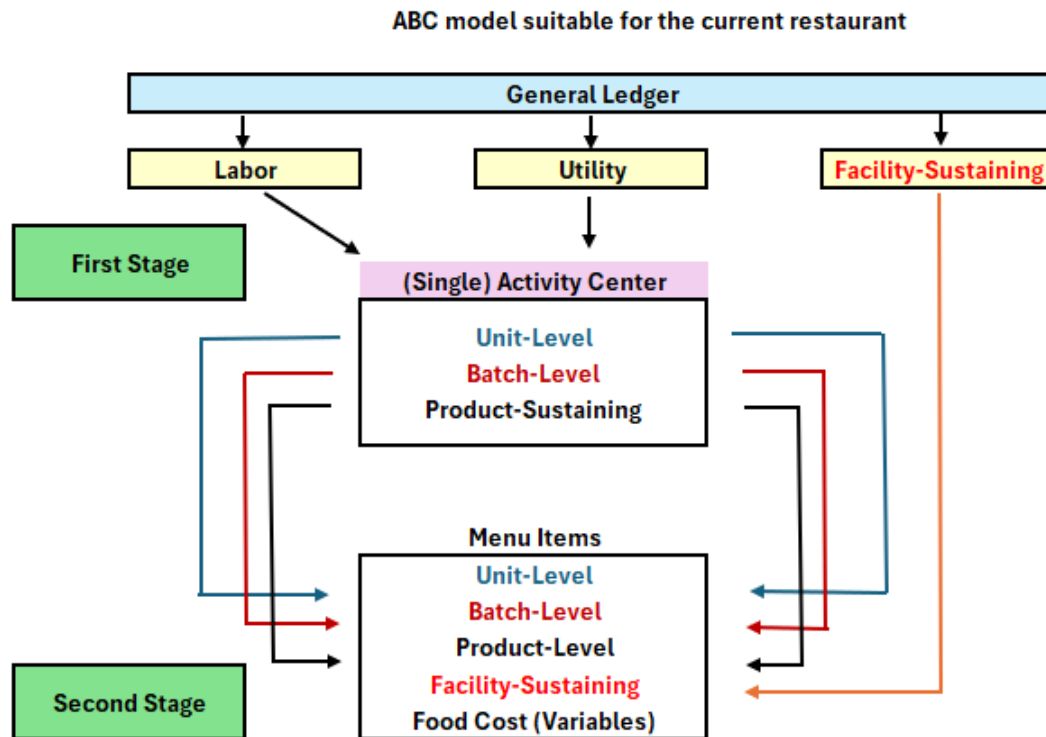 ABC model suitable for the current restaurant
General Ledger
Labor
Utility
Facility-Sustaining
First Stage
(Single) Activity Center
Unit-Level
Batch-Level
Product-Sustaining
Menu Items
Unit-Level
Batch-Level
Product-Level
Facility-Sustaining
Food Cost (Variables)
Second Stage